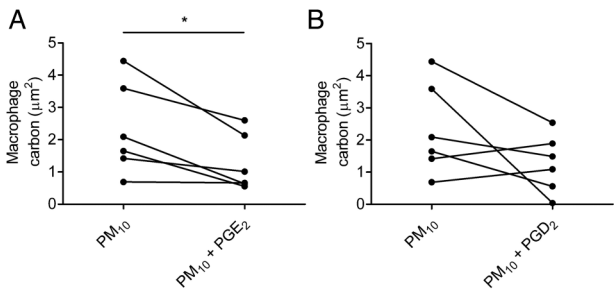 A
*
Macrophage
carbon (μm²)
5
4
3
2
1
0
PM₁₀
PM₁₀ + PGE₂
B
Macrophage
carbon (μm²)
5
4
3
2
1
0
PM₁₀
PM₁₀ + PGD₂